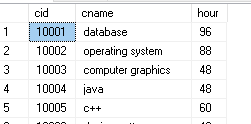 cid cname hour
1 10001 database 96
2 10002 operating system 88
3 10003 computer graphics 48
4 10004 java 48
5 10005 c++ 60